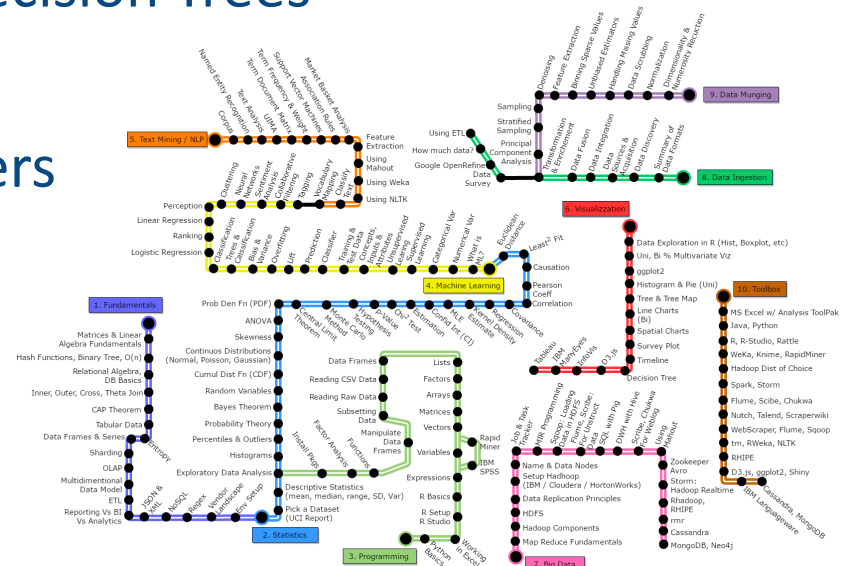 ecision Trees
ers
5. Text Mining / NLP
Corpus
Named Entity
Recognition
Text Analysis
UIMA
Term Document Matrix
Term Frequency & Weight
Support Vector Machines
Association Rules
Market Basket Analysis
Feature
Extraction
Using
Mahout
Using Weka
Using NLTK
Classify
Text
Vocabulary
Mapping
Tagging
Collaborative
Filtering
Sentiment
Analysis
Neural
Networks
Clustering
Perception
Linear Regression
Ranking
Logistic Regression
Classification
Trees &
Classification
Bias &
Variance
Overfitting
Lift
Prediction
Classifier
Training &
Test Data
Concepts,
Inputs &
Attributes
Unsupervised
Learing
Supervised
Learning
Categorical Var
Numerical Var
What is
ML?
4. Machine Learning
Euclidean
Distance
Least² Fit
Causation
Pearson
Coeff
Correlation
Covariance
Regression
Kernel Density
Estimate
MLE
Confid Int (CI)
Estimation
Chi² Test
p-Value
Hypothesis
Testing
Monte Carlo
Method
Central Limit
Theorem
Prob Den Fn (PDF)
ANOVA
Skewness
Continuos Distributions
(Normal, Poisson, Gaussian)
Cumul Dist Fn (CDF)
Random Variables
Bayes Theorem
Probability Theory
Percentiles & Outliers
Histograms
Exploratory Data Analysis
Descriptive Statistics
(mean, median, range, SD, Var)
Pick a Dataset
(UCI Report)
2. Statistics
1. Fundamentals
Matrices & Linear
Algebra Fundamentals
Hash Functions, Binary Tree, O(n)
Relational Algebra,
DB Basics
Inner, Outer, Cross, Theta Join
CAP Theorem
Tabular Data
Entropy
Data Frames & Series
Sharding
OLAP
Multidimentional
Data Model
ETL
Reporting Vs BI
Vs Analytics
JSON &
XML
NoSQL
Regex
Vendor
Landscape
Env Setup
3. Programming
Python
Basics
Working
in Excel
R Setup
R Studio
R Basics
Expressions
Variables
IBM
SPSS
Rapid
Miner
Vectors
Matrices
Arrays
Factors
Lists
Data Frames
Reading CSV Data
Reading Raw Data
Subsetting
Data
Manipulate
Data
Frames
Functions
Factor Analysis
Install Pkgs
9. Data Munging
Dimensionality &
Numerosity Recuction
Normalization
Data Scrubbing
Handling Missing Values
Unbiased Estimators
Binning Sparse Values
Feature Extraction
Denoising
Sampling
Stratified
Sampling
Principal
Component
Analysis
Using ETL
How much data?
Google OpenRefine
Data
Survey
Transformation
& Enrichement
Data Fusion
Data Integration
Data
Sources &
Acquisition
Data Discovery
Summary of
Data Formats
8. Data Ingestion
6. Visualizzation
Data Exploration in R (Hist, Boxplot, etc)
Uni, Bi % Multivariate Viz
ggplot2
Histogram & Pie (Uni)
Tree & Tree Map
Line Charts
(Bi)
Spatial Charts
Survey Plot
Timeline
Decision Tree
D3.js
InfoVis
ManyEyes
IBM
Tableau
10. Toolbox
MS Excel w/ Analysis ToolPak
Java, Python
R, R-Studio, Rattle
WeKa, Knime, RapidMiner
Hadoop Dist of Choice
Spark, Storm
Flume, Scibe, Chukwa
Nutch, Talend, Scraperwiki
WebScraper, Flume, Sqoop
tm, RWeka, NLTK
RHIPE
D3.js, ggplot2, Shiny
IBM Languageware
Cassandra, MongoDB
7. Big Data
Map Reduce Fundamentals
Hadoop Components
HDFS
Data Replication Principles
Setup Hadhoop
(IBM / Cloudera / HortonWorks)
Name & Data Nodes
Job & Task
Tracker
M/R Programming
Sqoop: Loading
Data in HDFS
Flume, Scribe:
For Unstruct
Data
SQL with Pig
DWH with Hive
Scribe, Chukwa
For Weblog
Using
Mahout
Zookeeper
Avro
Storm:
Hadoop Realtime
Rhadoop,
RHIPE
rmr
Cassandra
MongoDB, Neo4j